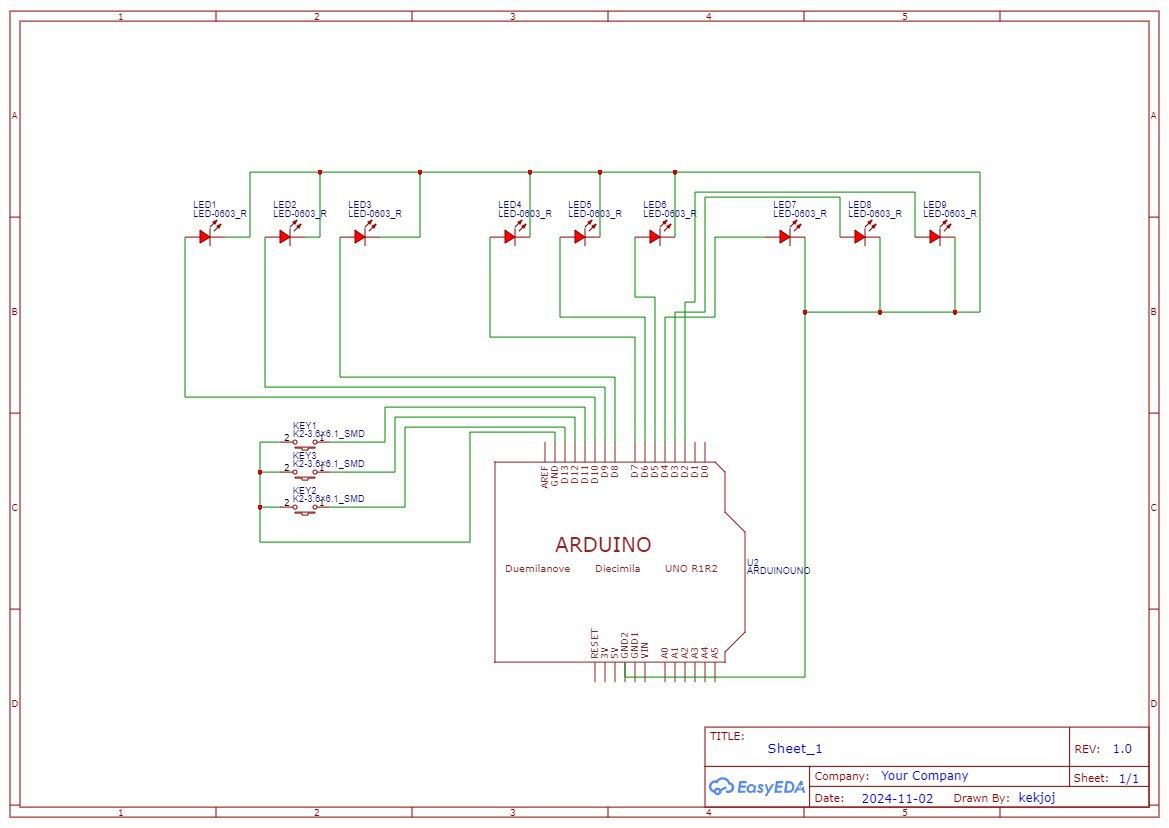 1 2 3 4 5
A A
LED1 LED2 LED3 LED4 LED5 LED6 LED7 LED8 LED9
LED-0603_R LED-0603_R LED-0603_R LED-0603_R LED-0603_R LED-0603_R LED-0603_R LED-0603_R LED-0603_R
B B
KEY1
K2-3.6x6.1_SMD
2 1
KEY3
K2-3.6x6.1_SMD
2 1
KEY2
K2-3.6x6.1_SMD
2 1
AREF GND D13 D12 D11 D10 D9 D8 D7 D6 D5 D4 D3 D2 D1 D0
C C
ARDUINO
Duemilanove Diecimila UNO R1R2
U2
ARDUINOUNO
RESET 3V 5V GND2 GND1 VIN A0 A1 A2 A3 A4 A5
D D
TITLE:
Sheet_1
REV: 1.0
EasyEDA
Company: Your Company
Sheet: 1/1
Date: 2024-11-02 Drawn By: kekjoj
1 2 3 4 5